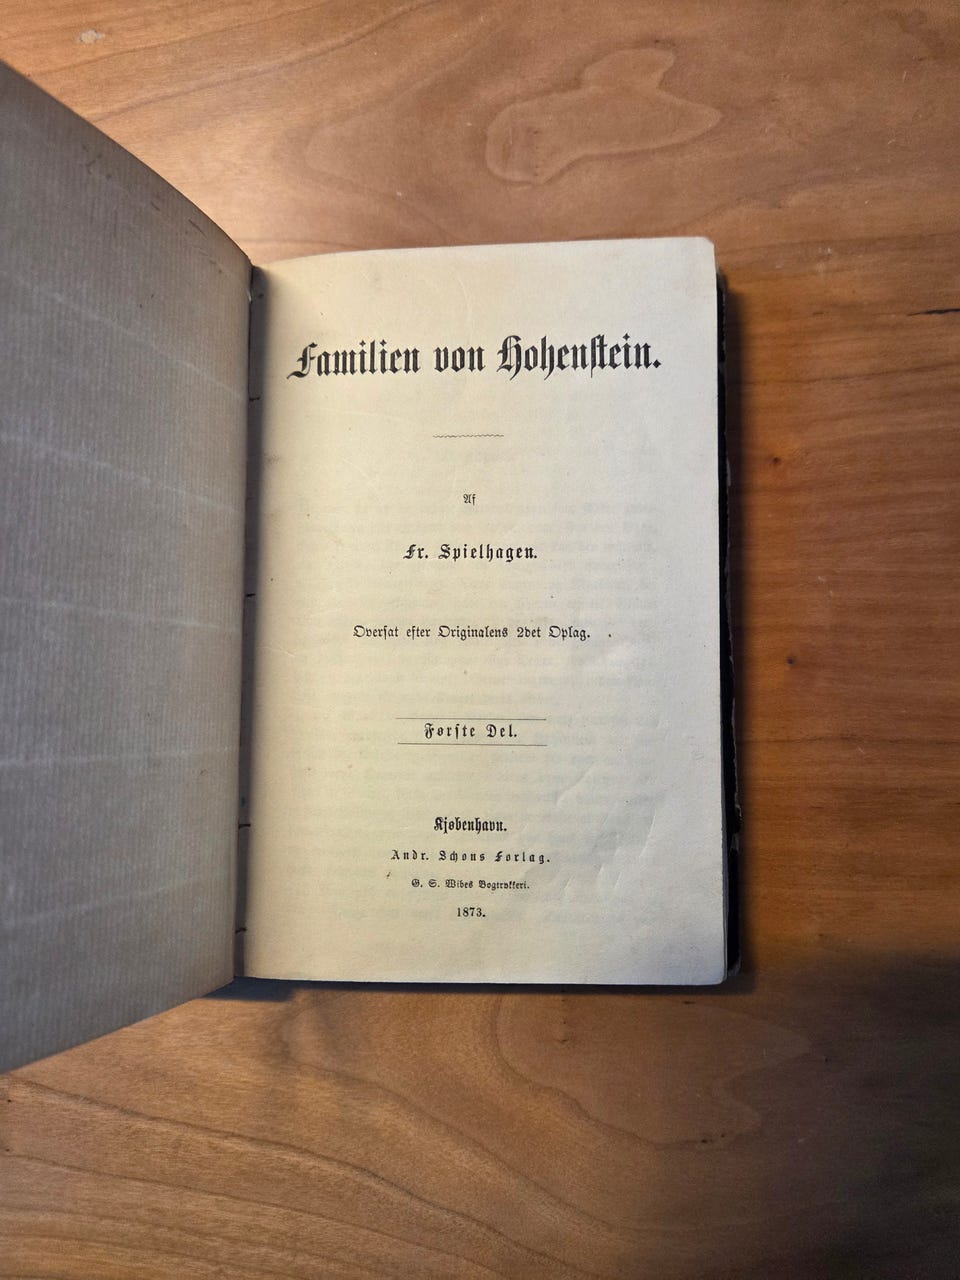 Familien von Hohenstein.
Af
Fr. Spielhagen.
Oversat efter Originalens 2det Oplag.
Første Del.
Kjøbenhavn.
Andr. Schous Forlag.
G. S. Wibes Bogtrykkeri.
1873.